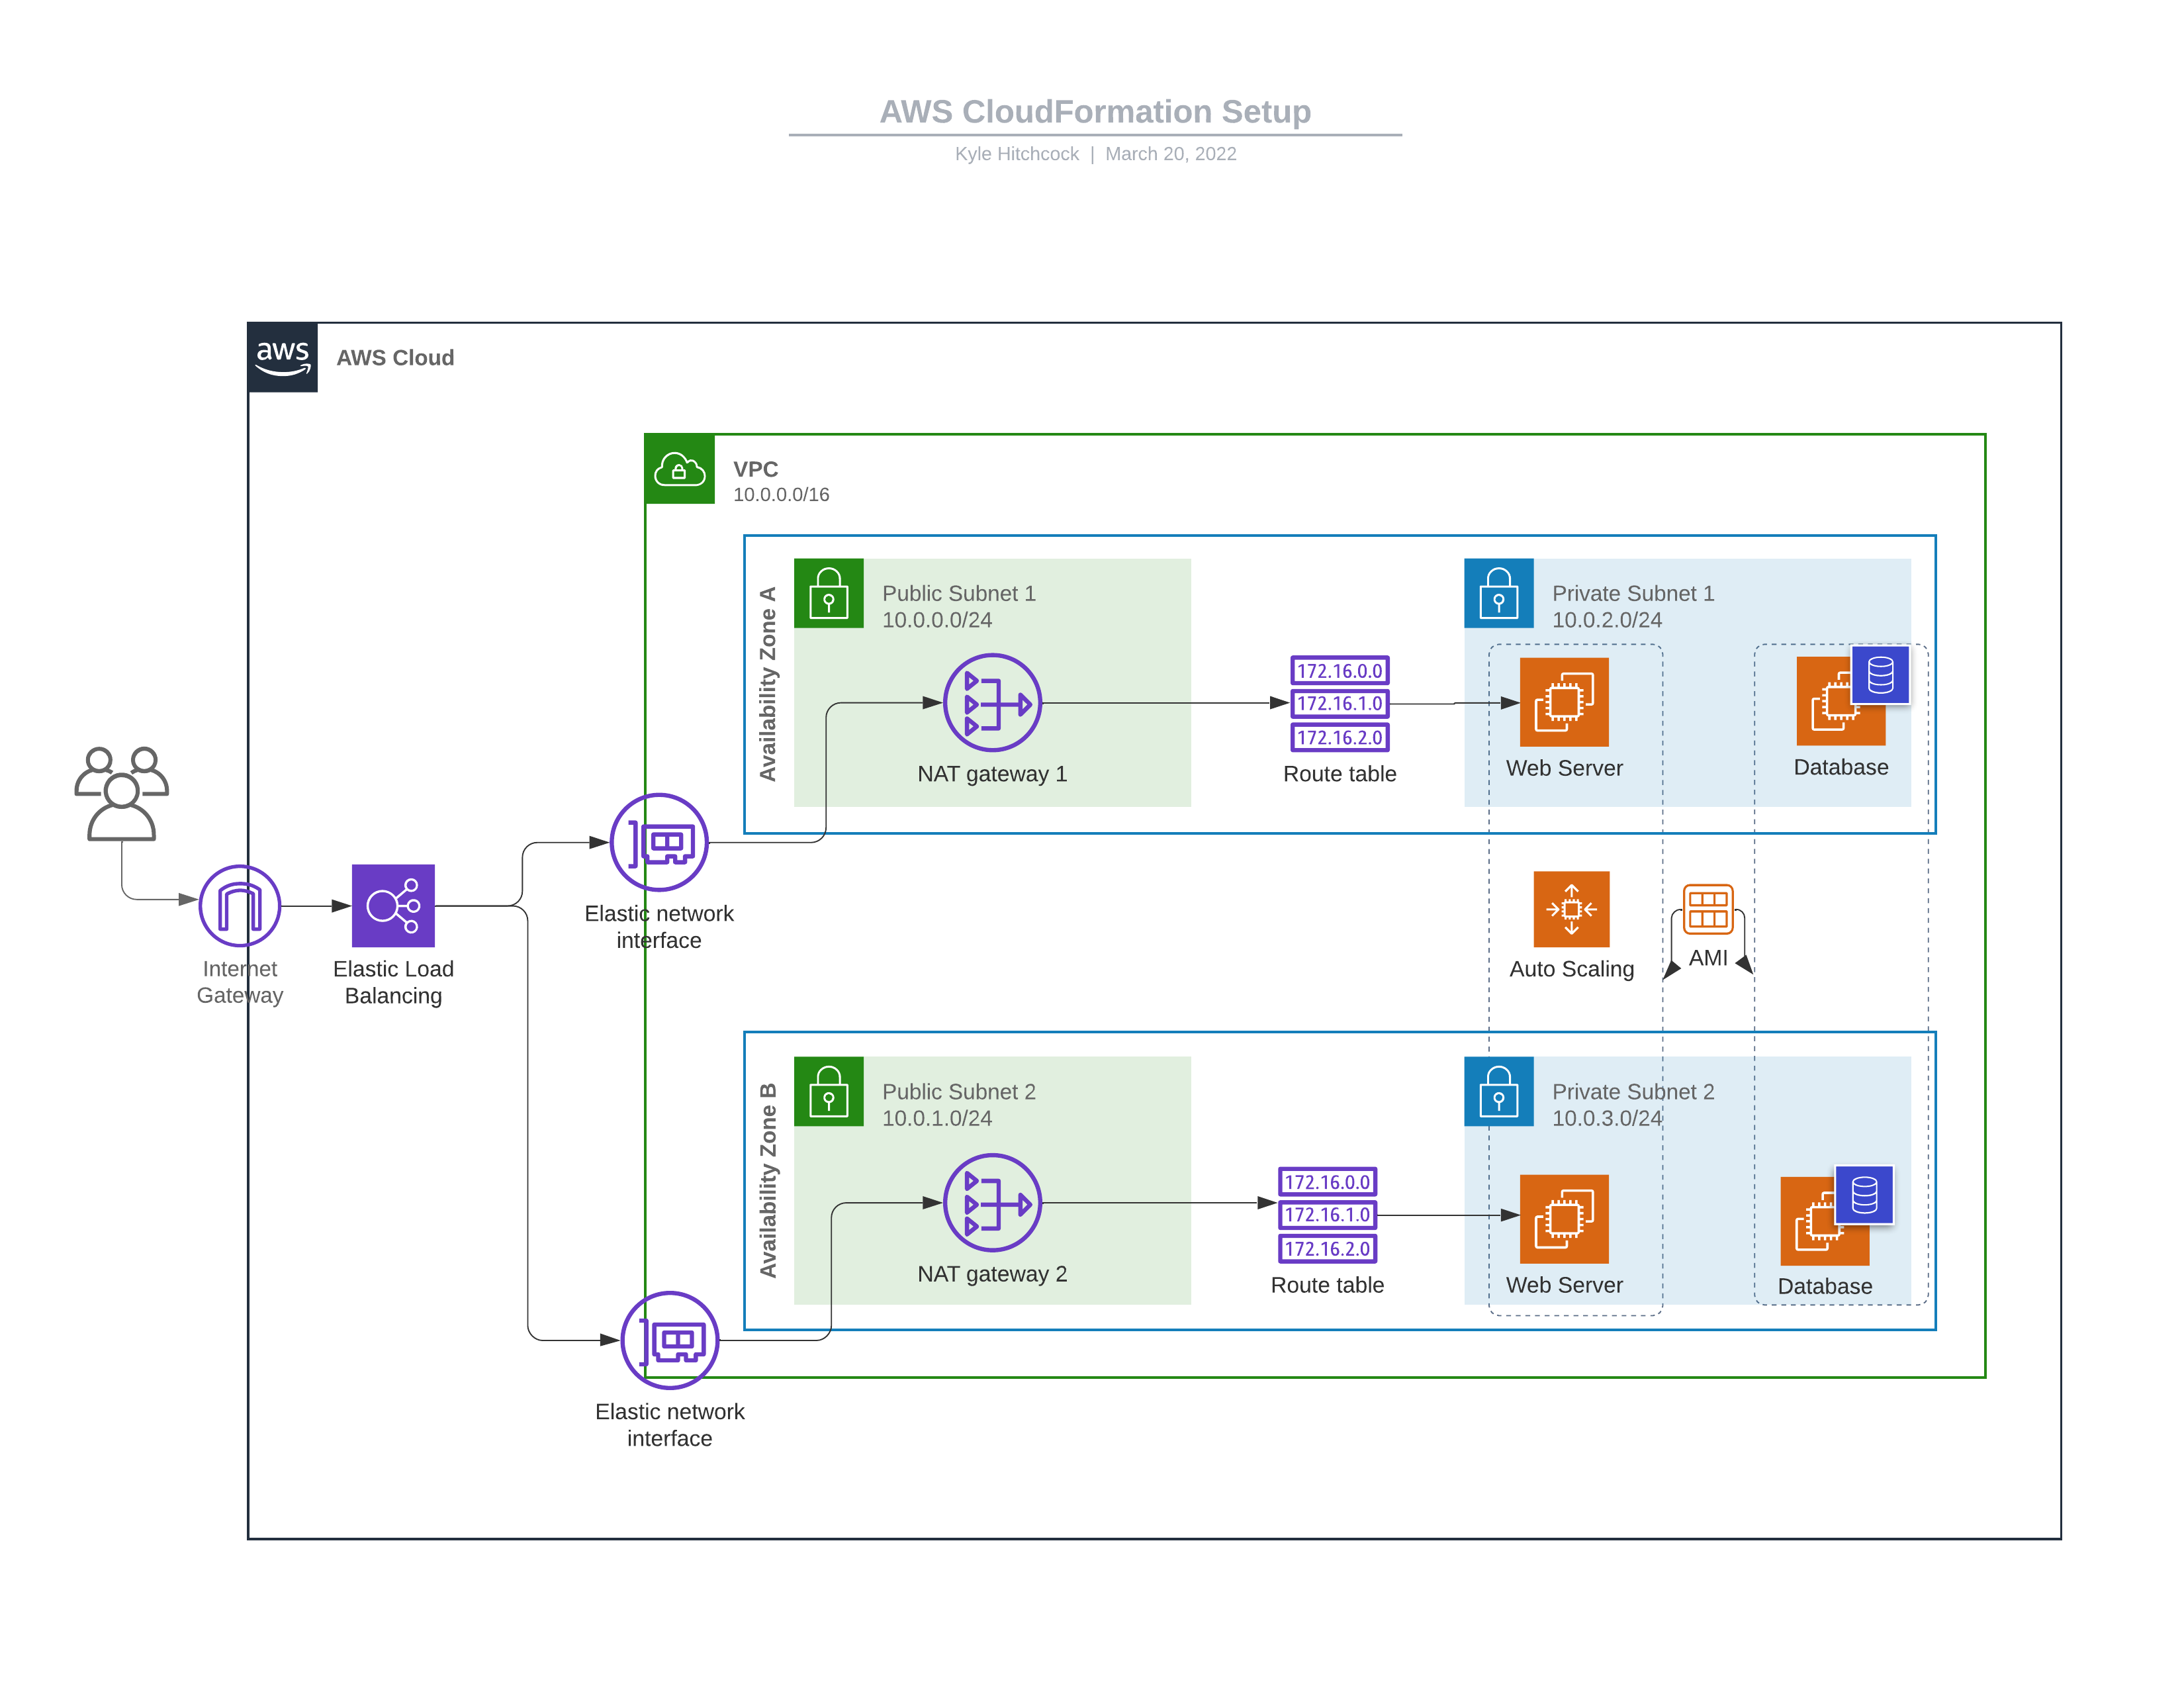 AWS CloudFormation Setup
Kyle Hitchcock | March 20, 2022
aws
AWS Cloud
VPC
10.0.0.0/16
Availability Zone A
Public Subnet 1
10.0.0.0/24
NAT gateway 1
172.16.0.0
172.16.1.0
172.16.2.0
Route table
Private Subnet 1
10.0.2.0/24
Web Server
Database
Internet
Gateway
Elastic Load
Balancing
Elastic network
interface
Auto Scaling
AMI
Availability Zone B
Public Subnet 2
10.0.1.0/24
NAT gateway 2
172.16.0.0
172.16.1.0
172.16.2.0
Route table
Private Subnet 2
10.0.3.0/24
Web Server
Database
Elastic network
interface